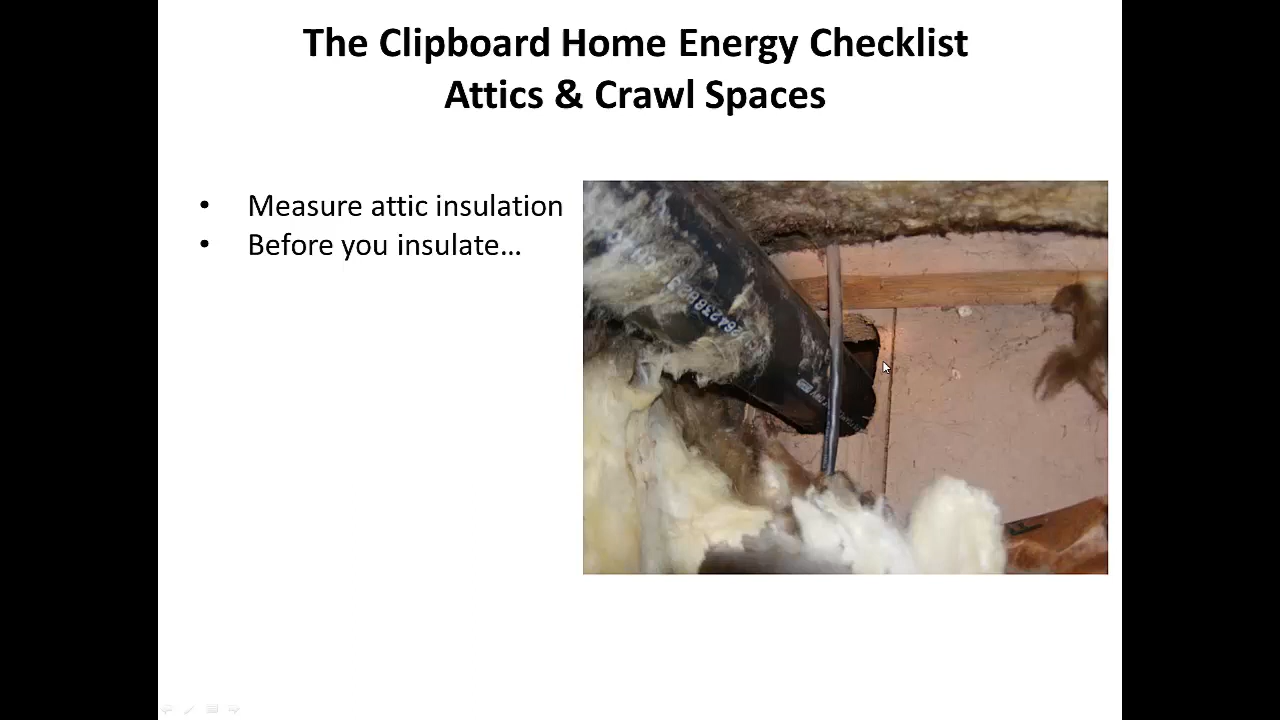 The Clipboard Home Energy Checklist
Attics & Crawl Spaces
• Measure attic insulation
• Before you insulate…